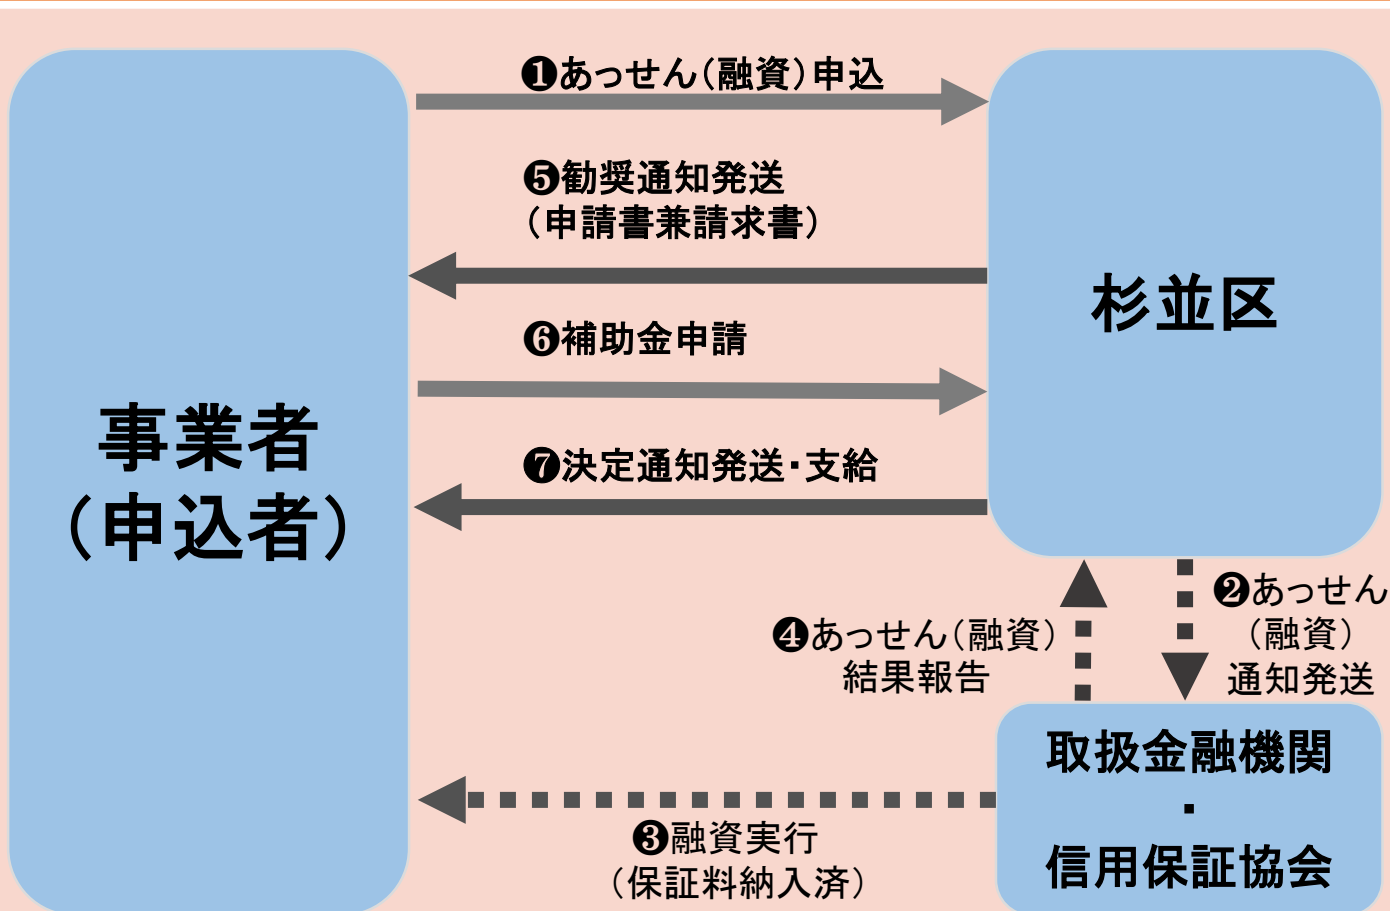 ❶あっせん(融資)申込
❺勧奨通知発送
(申請書兼請求書)
杉並区
❻補助金申請
事業者
(申込者)
❼決定通知発送・支給
❷あっせん
(融資)
通知発送
❹あっせん(融資)
結果報告
取扱金融機関
・
信用保証協会
❸融資実行
(保証料納入済)